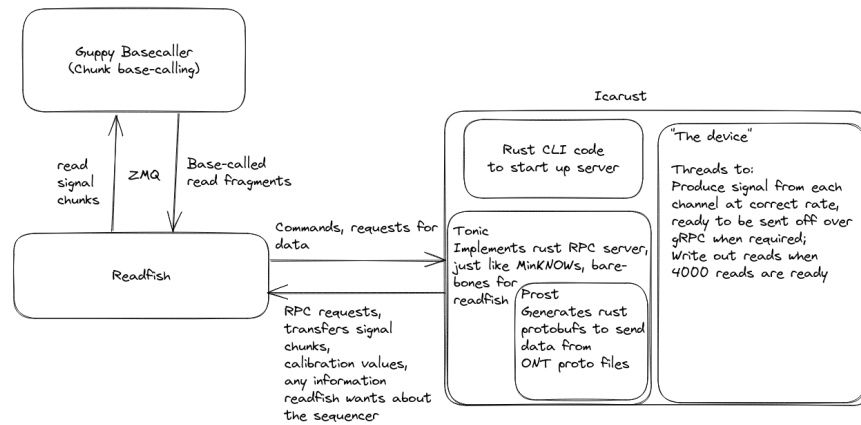 Guppy Basecaller
(Chunk base-calling)
read
signal
chunks
ZMQ
Base-called
read fragments
Readfish
Commands, requests for
data
RPC requests,
transfers signal
chunks,
calibration values,
any information
readfish wants about
the sequencer
Icarust
Rust CLI code
to start up server
Tonic
Implements rust RPC server,
just like MinKNOWs, bare-
bones for
readfish
Prost
Generates rust
protobufs to send
data from
ONT proto files
"The device"
Threads to:
Produce signal from each
channel at correct rate,
ready to be sent off over
gRPC when required;
Write out reads when
4000 reads are ready